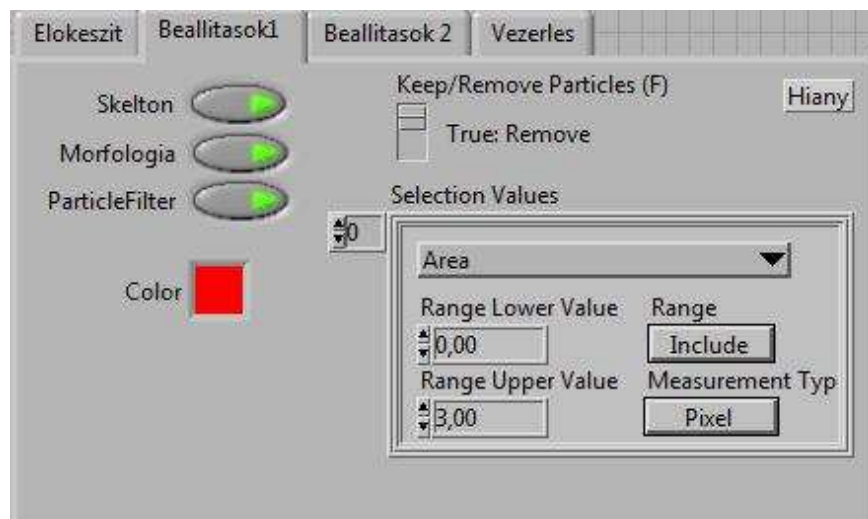 Elokeszit
Beallitasok1
Beallitasok 2
Vezerles
Skelton
Morfologia
ParticleFilter
Color
Keep/Remove Particles (F)
True: Remove
Hiany
Selection Values
0
Area
Range Lower Value
Range
0,00
Include
Range Upper Value
Measurement Typ
3,00
Pixel